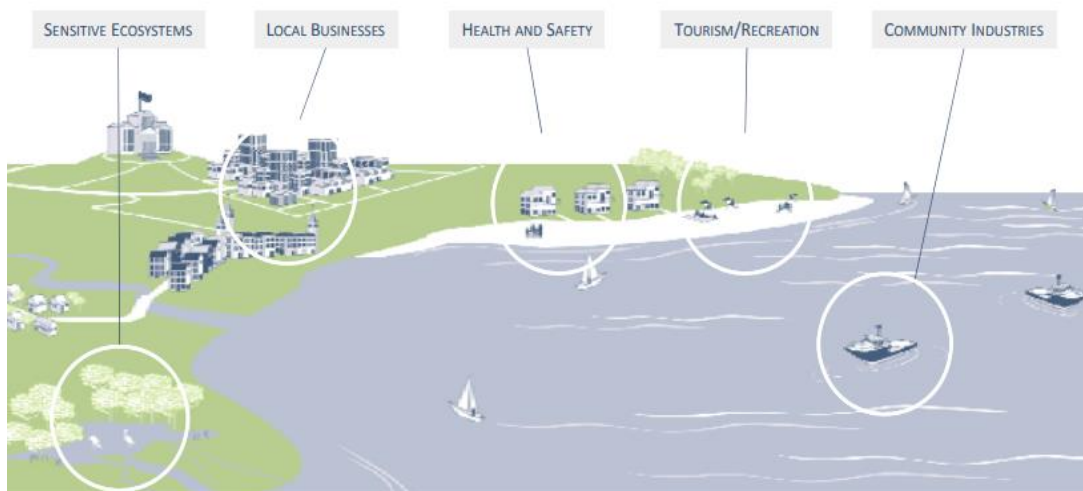 SENSITIVE ECOSYSTEMS
LOCAL BUSINESSES
HEALTH AND SAFETY
TOURISM/RECREATION
COMMUNITY INDUSTRIES